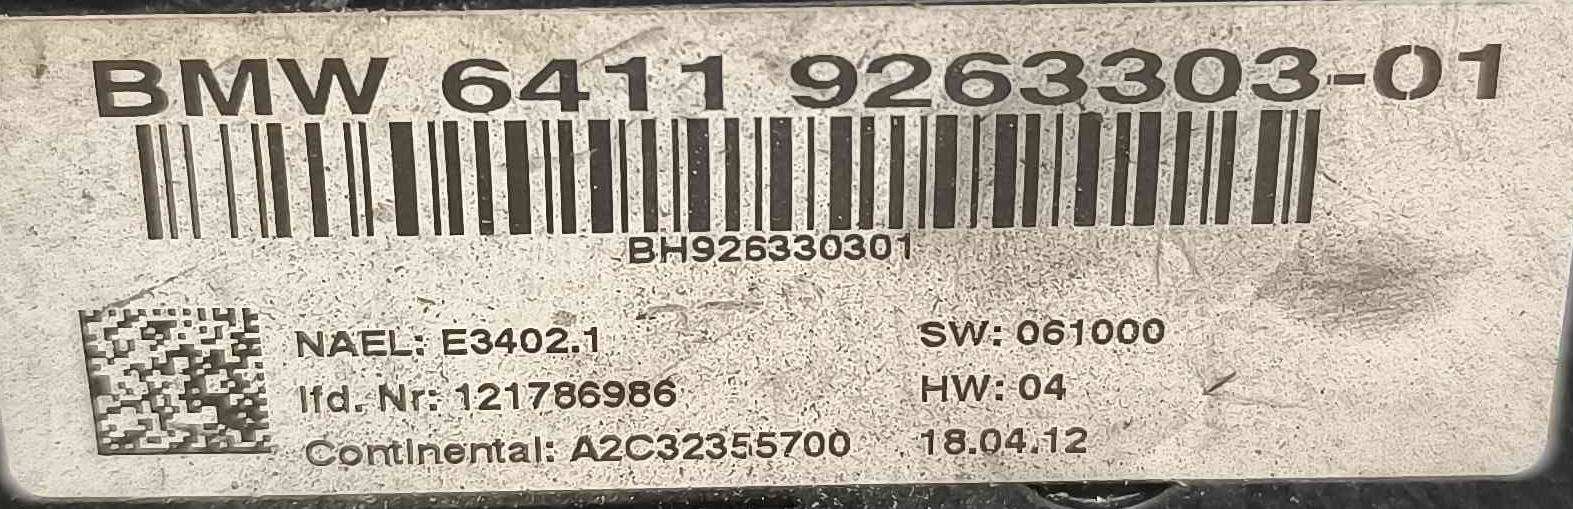 BMW 6411 9263303-01
BH926330301
NAEL: E3402.1
lfd. Nr: 121786986
Continental: A2C32355700
SW: 061000
HW: 04
18.04.12